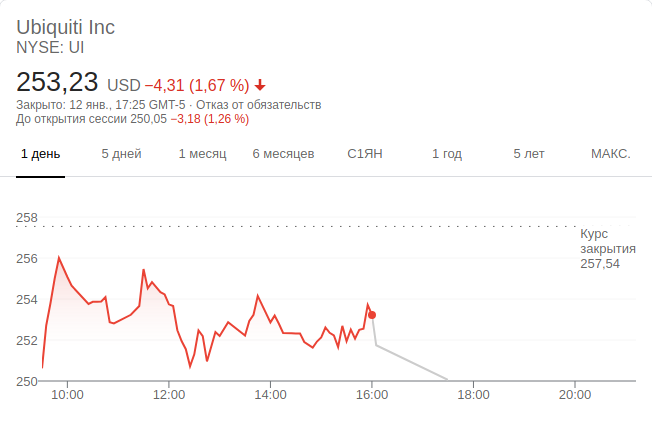 Ubiquiti Inc
NYSE: UI
253,23 USD −4,31 (1,67 %)
Закрыто: 12 янв., 17:25 GMT-5 · Отказ от обязательств
До открытия сессии 250,05 −3,18 (1,26 %)
1 день 5 дней 1 месяц 6 месяцев С1ЯН 1 год 5 лет МАКС.
258
Курс
закрытия
257,54
256
254
252
250
10:00 12:00 14:00 16:00 18:00 20:00